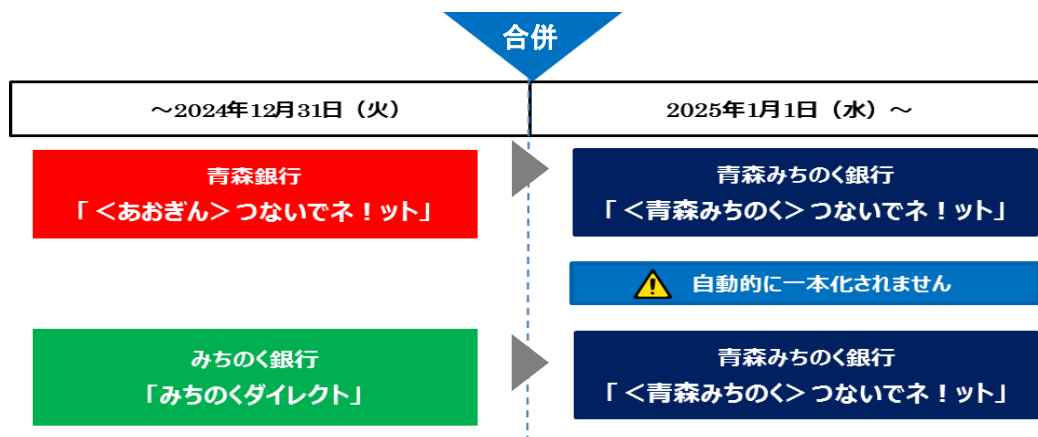 合併
～2024年12月31日（火）
2025年1月1日（水）～
青森銀行
「＜あおぎん＞つないでネ！ット」
青森みちのく銀行
「＜青森みちのく＞つないでネ！ット」
自動的に一本化されません
みちのく銀行
「みちのくダイレクト」
青森みちのく銀行
「＜青森みちのく＞つないでネ！ット」